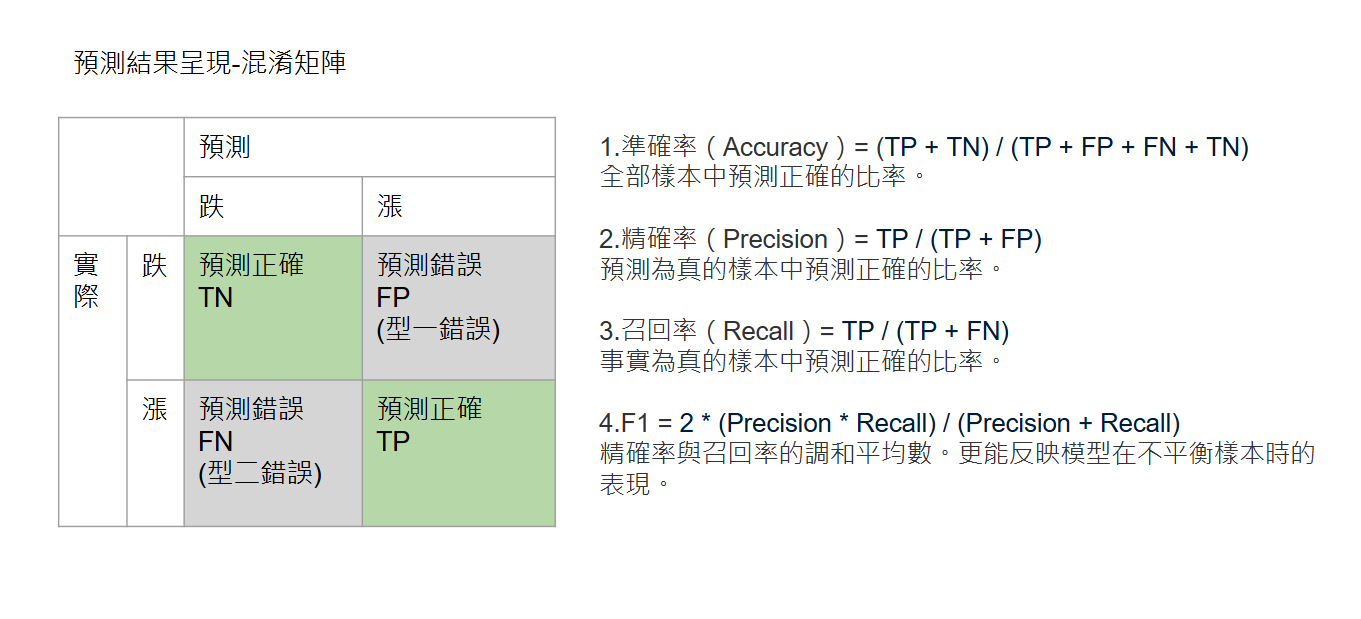 預測結果呈現-混淆矩陣
預測
跌
漲
實
際
跌
預測正確
TN
預測錯誤
FP
(型一錯誤)
漲
預測錯誤
FN
(型二錯誤)
預測正確
TP
1.準確率（Accuracy）= (TP + TN) / (TP + FP + FN + TN)
全部樣本中預測正確的比率。
2.精確率（Precision）= TP / (TP + FP)
預測為真的樣本中預測正確的比率。
3.召回率（Recall）= TP / (TP + FN)
事實為真的樣本中預測正確的比率。
4.F1 = 2 * (Precision * Recall) / (Precision + Recall)
精確率與召回率的調和平均數。更能反映模型在不平衡樣本時的
表現。